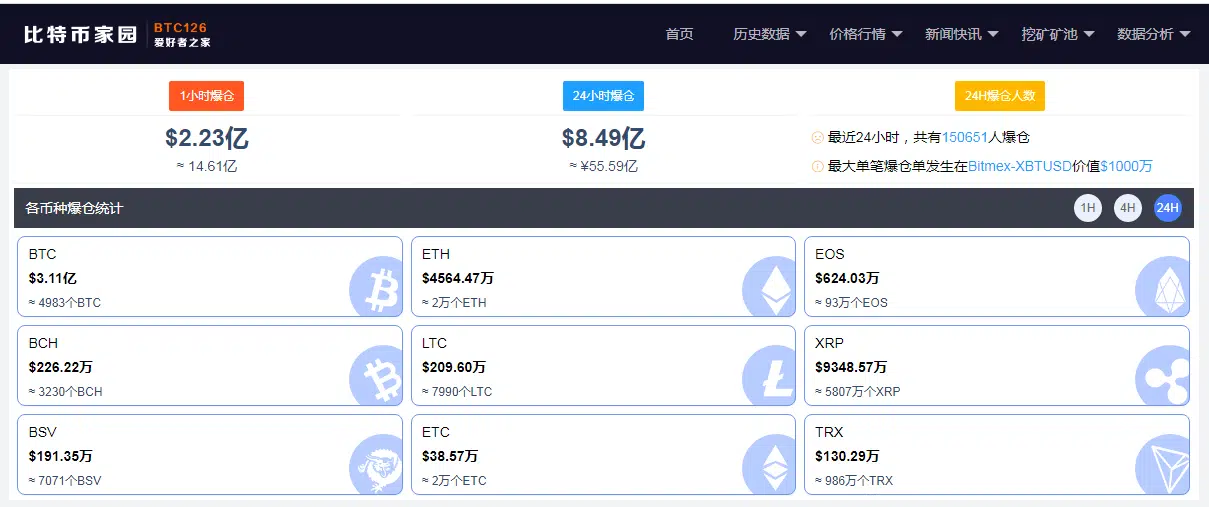 比特币家园 BTC126
爱好者之家
首页 历史数据 价格行情 新闻快讯 挖矿矿池 数据分析
1小时爆仓 24小时爆仓 24H爆仓人数
$2.23亿 $8.49亿 最近24小时，共有150651人爆仓
≈ 14.61亿 ≈ ¥55.59亿 最大单笔爆仓单发生在Bitmex-XBTUSD价值$1000万
各币种爆仓统计 1H 4H 24H
BTC ETH EOS
$3.11亿 $4564.47万 $624.03万
≈ 4983个BTC ≈ 2万个ETH ≈ 93万个EOS
BCH LTC XRP
$226.22万 $209.60万 $9348.57万
≈ 3230个BCH ≈ 7990个LTC ≈ 5807万个XRP
BSV ETC TRX
$191.35万 $38.57万 $130.29万
≈ 7071个BSV ≈ 2万个ETC ≈ 986万个TRX